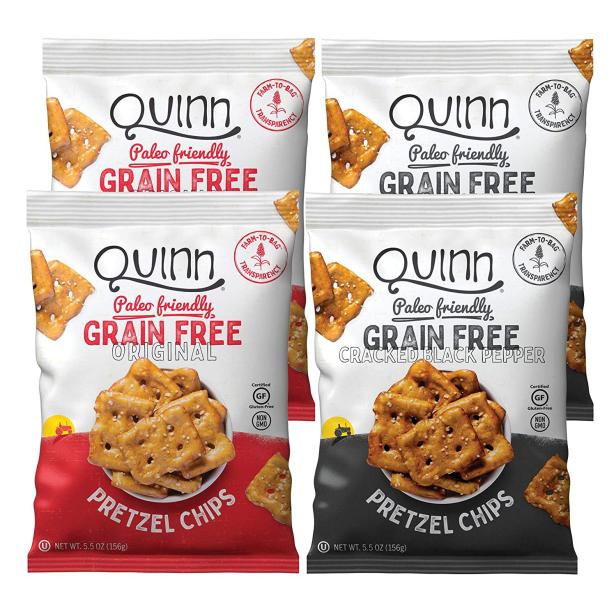 QUINN
FARM-TO-BAG
TRANSPARENCY
Paleo friendly,
GRAIN FREE
QUINN
FARM-TO-BAG
TRANSPARENCY
Paleo friendly,
GRAIN FREE
QUINN
FARM-TO-BAG
TRANSPARENCY
Paleo friendly,
GRAIN FREE
ORIGINAL
Certified
GF
Gluten-Free
NON
GMO
PRETZEL CHIPS
U NET WT. 5.5 OZ (156g)
QUINN
FARM-TO-BAG
TRANSPARENCY
Paleo friendly,
GRAIN FREE
CRACKED BLACK PEPPER
Certified
GF
Gluten-Free
NON
GMO
PRETZEL CHIPS
U NET WT. 5.5 OZ (156g)